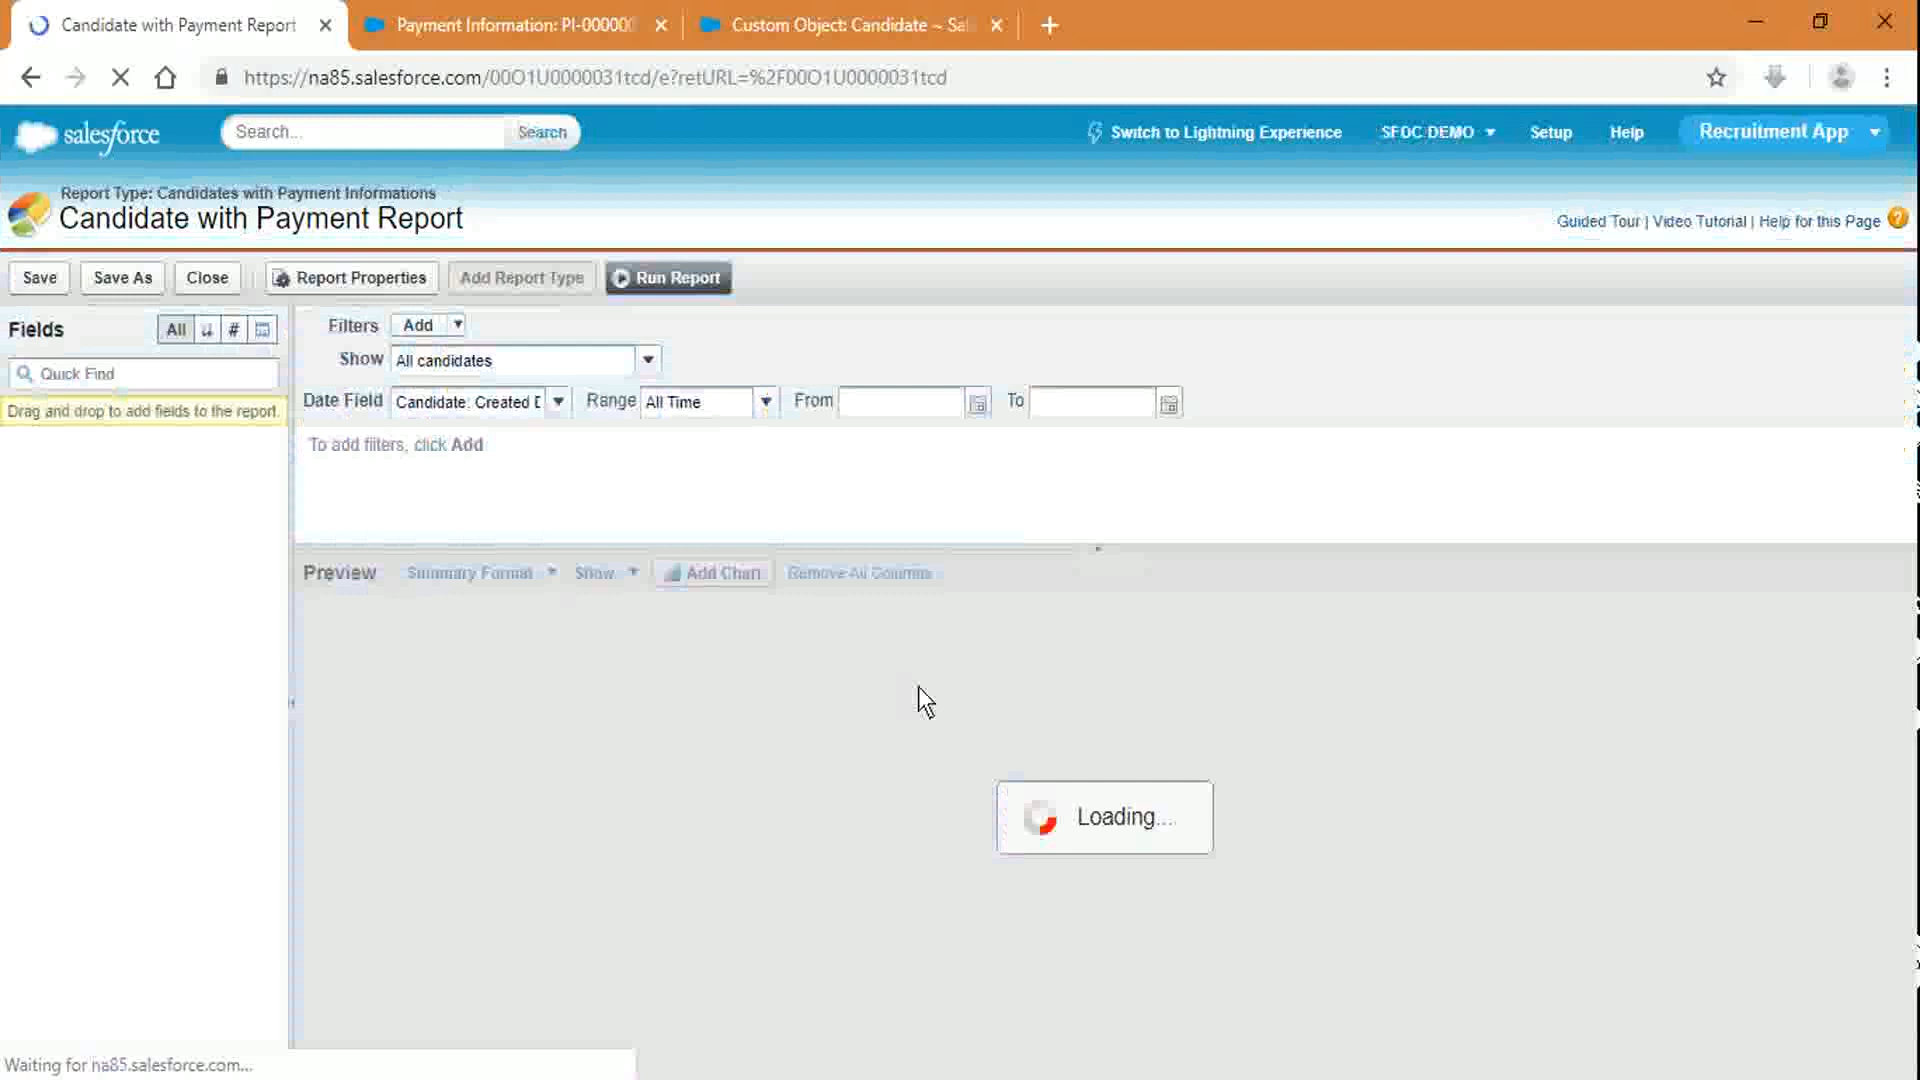 Candidate with Payment Report
Payment Information: PI-00000
Custom Object: Candidate ~ Sal
https://na85.salesforce.com/00O1U0000031tcd/e?retURL=%2F00O1U0000031tcd
salesforce
Search...
Search
Switch to Lightning Experience
SFDC DEMO
Setup
Help
Recruitment App
Report Type: Candidates with Payment Informations
Candidate with Payment Report
Guided Tour | Video Tutorial | Help for this Page ?
Save
Save As
Close
Report Properties
Add Report Type
Run Report
Fields
All
#
Quick Find
Drag and drop to add fields to the report.
Filters
Add
Show
All candidates
Date Field
Candidate: Created D
Range
All Time
From
To
To add filters, click Add
Preview
Summary Format
Show
Add Chart
Remove All Columns
Loading...
Waiting for na85.salesforce.com...